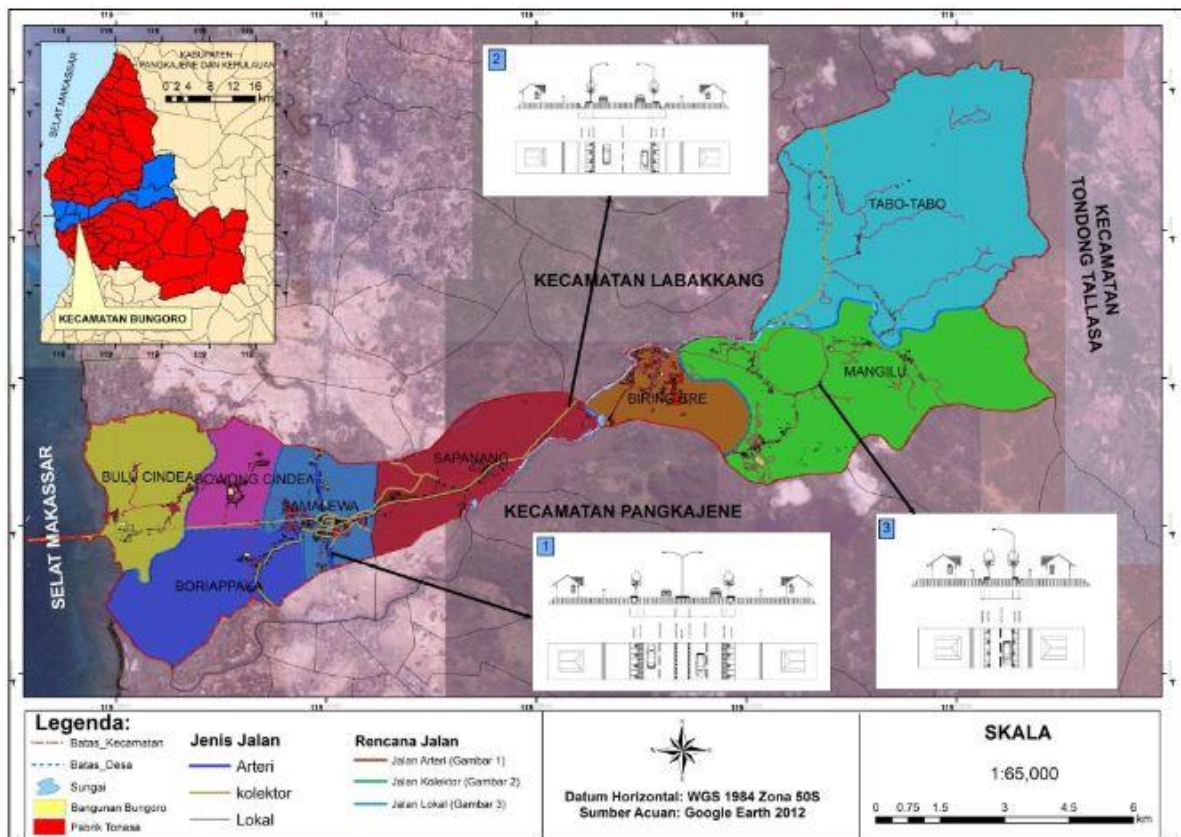 KABUPATEN
PANGKAJENE DAN KEPULAUAN
0 2 4 8 12 16
km
SELAT MAKASSAR
KECAMATAN BUNGORO
2
TABO-TABO
KECAMATAN
TONDONG TALLASA
KECAMATAN LABAKKANG
MANGILU
BIRING ERE
SAPANANG
BULU CINDEA
BOWONG CINDEA
SAMALEWA
KECAMATAN PANGKAJENE
BORIAPPAKA
SELAT MAKASSAR
1
3
Legenda:
Batas_Kecamatan
Batas_Desa
Sungai
Bangunan Bungoro
Pabrik Tonasa
Jenis Jalan
Arteri
kolektor
Lokal
Rencana Jalan
Jalan Arteri (Gambar 1)
Jalan Kolektor (Gambar 2)
Jalan Lokal (Gambar 3)
N
Datum Horizontal: WGS 1984 Zona 50S
Sumber Acuan: Google Earth 2012
SKALA
1:65,000
0 0.75 1.5 3 4.5 6
km